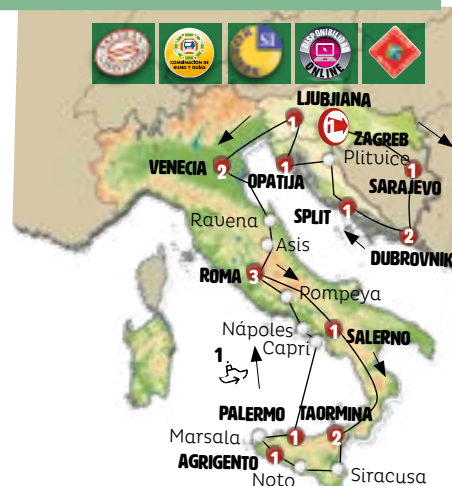 COMBINACIÓN DE
BUSES Y GUÍAS
SI
DISPONIBILIDAD
ONLINE
LJUBJIANA
1
1
ZAGREB
Plitvice
VENECIA
2
OPATIJA
1
1
SARAJEVO
SPLIT
1
2
DUBROVNIK
Ravena
Asis
ROMA
3
Pompeya
Nápoles
1
SALERNO
Capri
1
PALERMO
TAORMINA
Marsala
1
2
AGRIGENTO
1
Noto
Siracusa